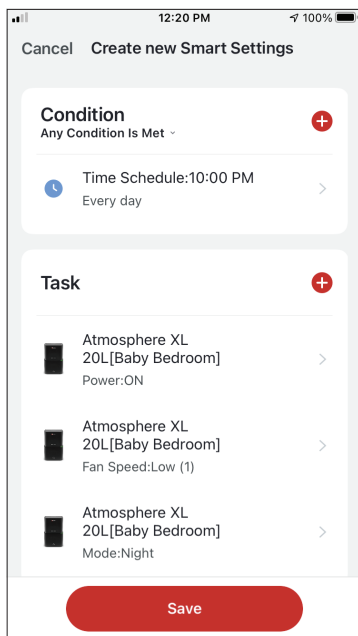 12:20 PM
100%
Cancel
Create new Smart Settings
Condition
Any Condition Is Met
Time Schedule:10:00 PM
Every day
Task
Atmosphere XL
20L[Baby Bedroom]
Power:ON
Atmosphere XL
20L[Baby Bedroom]
Fan Speed:Low (1)
Atmosphere XL
20L[Baby Bedroom]
Mode:Night
Save